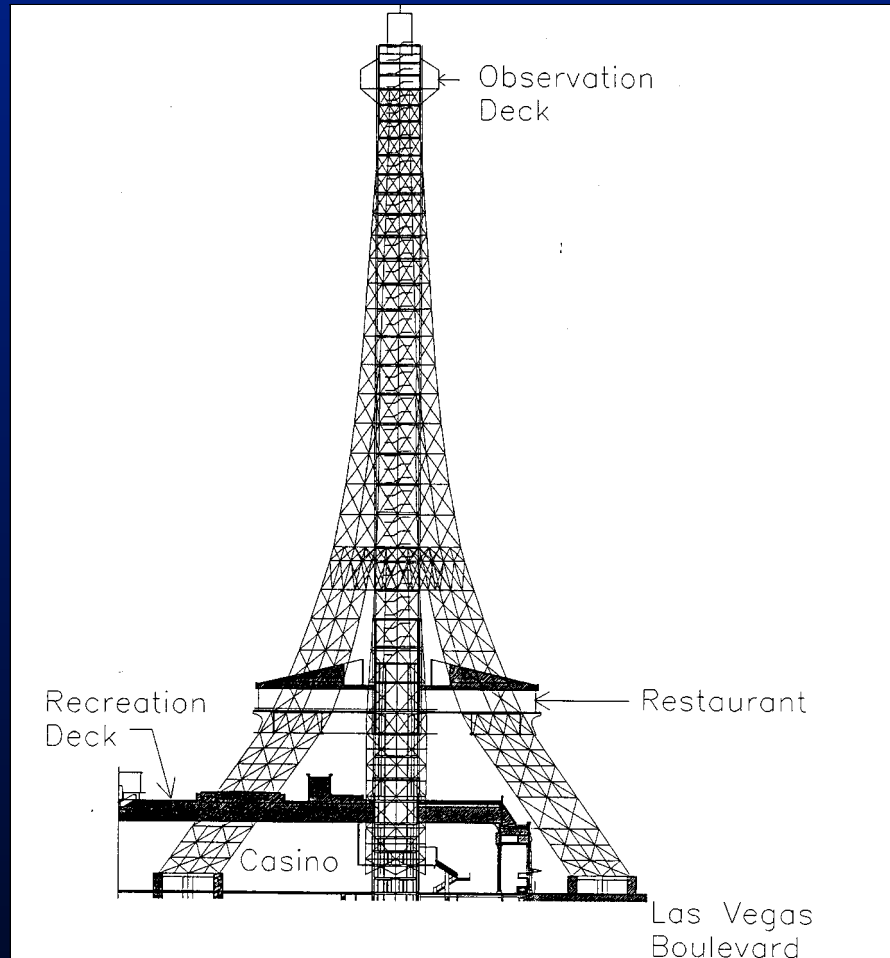 Observation
Deck
Recreation
Deck
Restaurant
Casino
Las Vegas
Boulevard